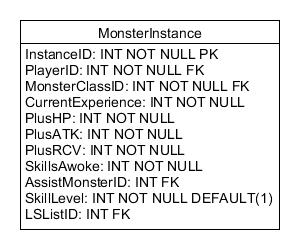 MonsterInstance
InstanceID: INT NOT NULL PK
PlayerID: INT NOT NULL FK
MonsterClassID: INT NOT NULL FK
CurrentExperience: INT NOT NULL
PlusHP: INT NOT NULL
PlusATK: INT NOT NULL
PlusRCV: INT NOT NULL
SkillsAwoke: INT NOT NULL
AssistMonsterID: INT FK
SkillLevel: INT NOT NULL DEFAULT(1)
LSListID: INT FK